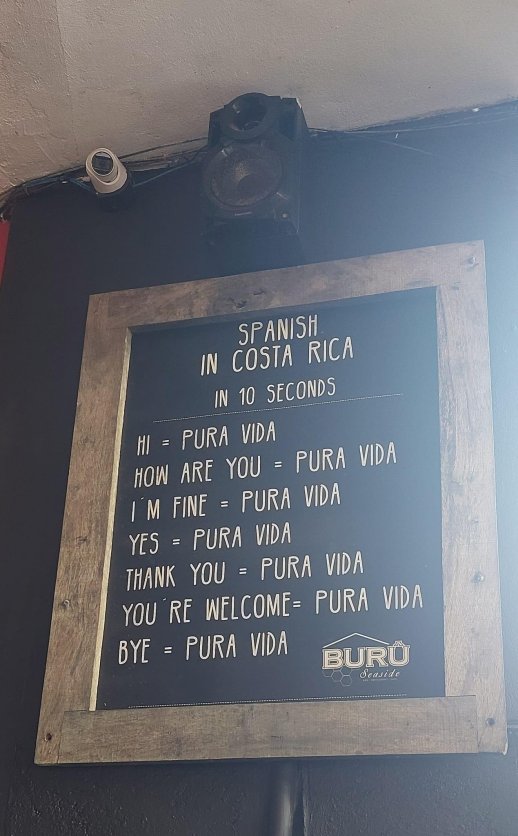 SPANISH
IN COSTA RICA
IN 10 SECONDS
HI = PURA VIDA
HOW ARE YOU = PURA VIDA
I´M FINE = PURA VIDA
YES = PURA VIDA
THANK YOU = PURA VIDA
YOU´RE WELCOME= PURA VIDA
BYE = PURA VIDA
BURÜ
Seaside